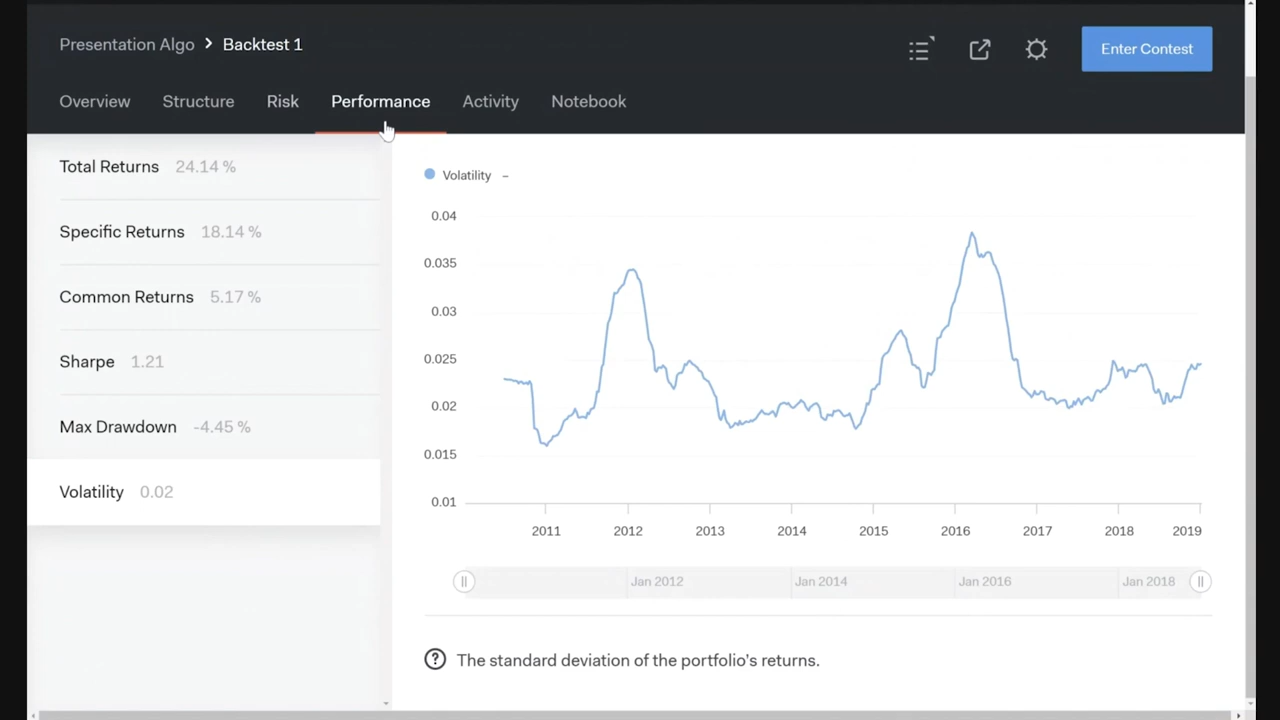 Presentation Algo > Backtest 1
Enter Contest
Overview Structure Risk Performance Activity Notebook
Total Returns 24.14 %
Specific Returns 18.14 %
Common Returns 5.17 %
Sharpe 1.21
Max Drawdown -4.45 %
Volatility 0.02
Volatility –
0.04
0.035
0.03
0.025
0.02
0.015
0.01
2011 2012 2013 2014 2015 2016 2017 2018 2019
Jan 2012 Jan 2014 Jan 2016 Jan 2018
The standard deviation of the portfolio's returns.